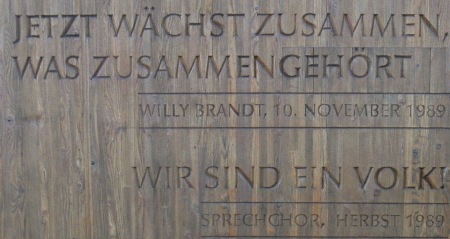 JETZT WÄCHST ZUSAMMEN,
WAS ZUSAMMENGEHÖRT
WILLY BRANDT, 10. NOVEMBER 1989
WIR SIND EIN VOLK!
SPRECHCHOR, HERBST 1989